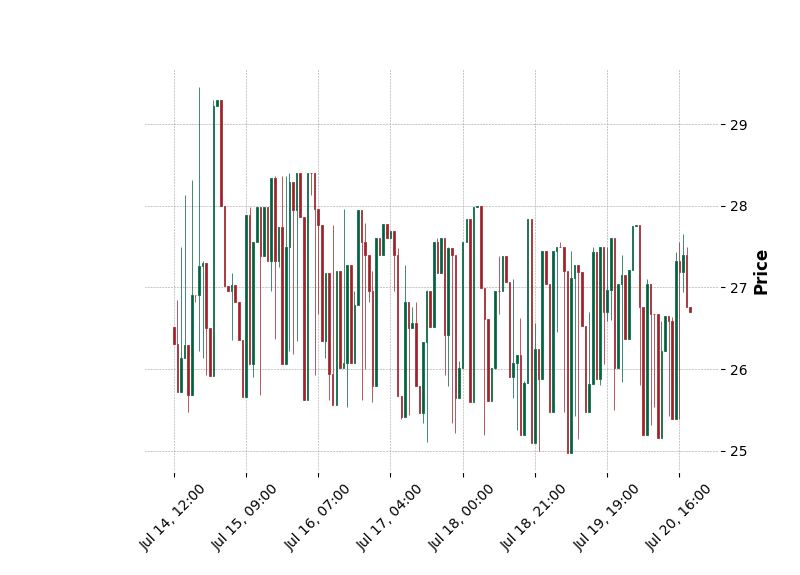 29
28
27
26
25
Price
Jul 14, 12:00
Jul 15, 09:00
Jul 16, 07:00
Jul 17, 04:00
Jul 18, 00:00
Jul 18, 21:00
Jul 19, 19:00
Jul 20, 16:00